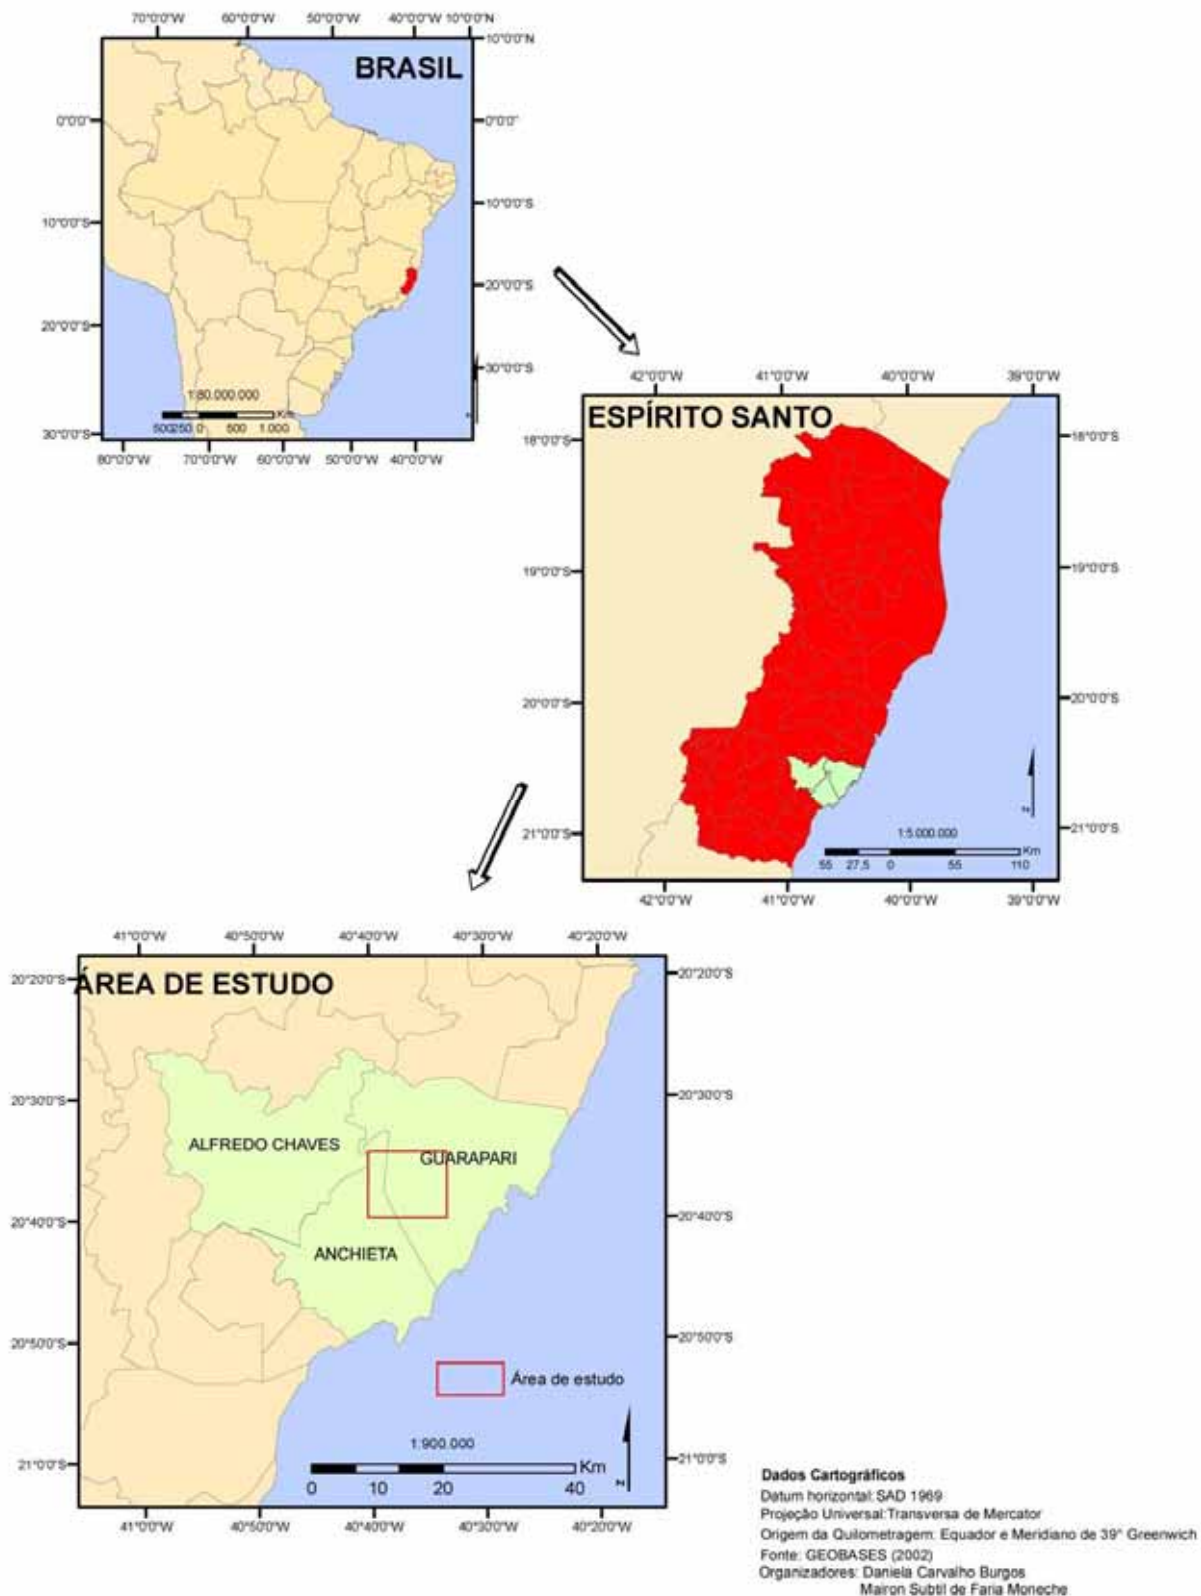 70°0'0"W 60°0'0"W 50°0'0"W 40°0'0"W 10°0'0"N
10°0'0"N
BRASIL
0°0'0" 0°0'0"
10°0'0"S 10°0'0"S
20°0'0"S 20°0'0"S
30°0'0"S 30°0'0"S
1:80.000.000
Km
500 250 0 500 1.000
80°0'0"W 70°0'0"W 60°0'0"W 50°0'0"W 40°0'0"W
42°0'0"W 41°0'0"W 40°0'0"W 39°0'0"W
ESPÍRITO SANTO
18°0'0"S 18°0'0"S
19°0'0"S 19°0'0"S
20°0'0"S 20°0'0"S
N
21°0'0"S 21°0'0"S
1:5.000.000
Km
55 27,5 0 55 110
42°0'0"W 41°0'0"W 40°0'0"W 39°0'0"W
41°0'0"W 40°50'0"W 40°40'0"W 40°30'0"W 40°20'0"W
20°20'0"S 20°20'0"S
ÁREA DE ESTUDO
20°30'0"S 20°30'0"S
ALFREDO CHAVES
GUARAPARI
20°40'0"S 20°40'0"S
ANCHIETA
20°50'0"S 20°50'0"S
Área de estudo
1:900.000
21°0'0"S 21°0'0"S
Km
N
0 10 20 40
41°0'0"W 40°50'0"W 40°40'0"W 40°30'0"W 40°20'0"W
Dados Cartográficos
Datum horizontal:SAD 1969
Projeção Universal:Transversa de Mercator
Origem da Quilometragem: Equador e Meridiano de 39° Greenwich
Fonte: GEOBASES (2002)
Organizadores: Daniela Carvalho Burgos
Mairon Subtil de Faria Moneche